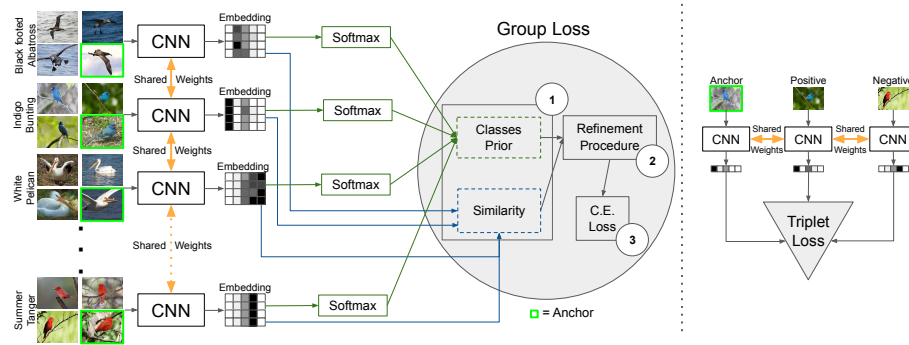 Group Loss
Black footed
Albatross
CNN
Embedding
Softmax
Shared Weights
Indigo
Bunting
CNN
Embedding
Softmax
Shared Weights
White
Pelican
CNN
Embedding
Softmax
Shared Weights
Summer
Tanger
CNN
Embedding
Softmax
1
Classes
Prior
Refinement
Procedure
2
Similarity
C.E.
Loss
3
= Anchor
Anchor
Positive
Negative
CNN
Shared
Weights
CNN
Shared
Weights
CNN
Triplet
Loss